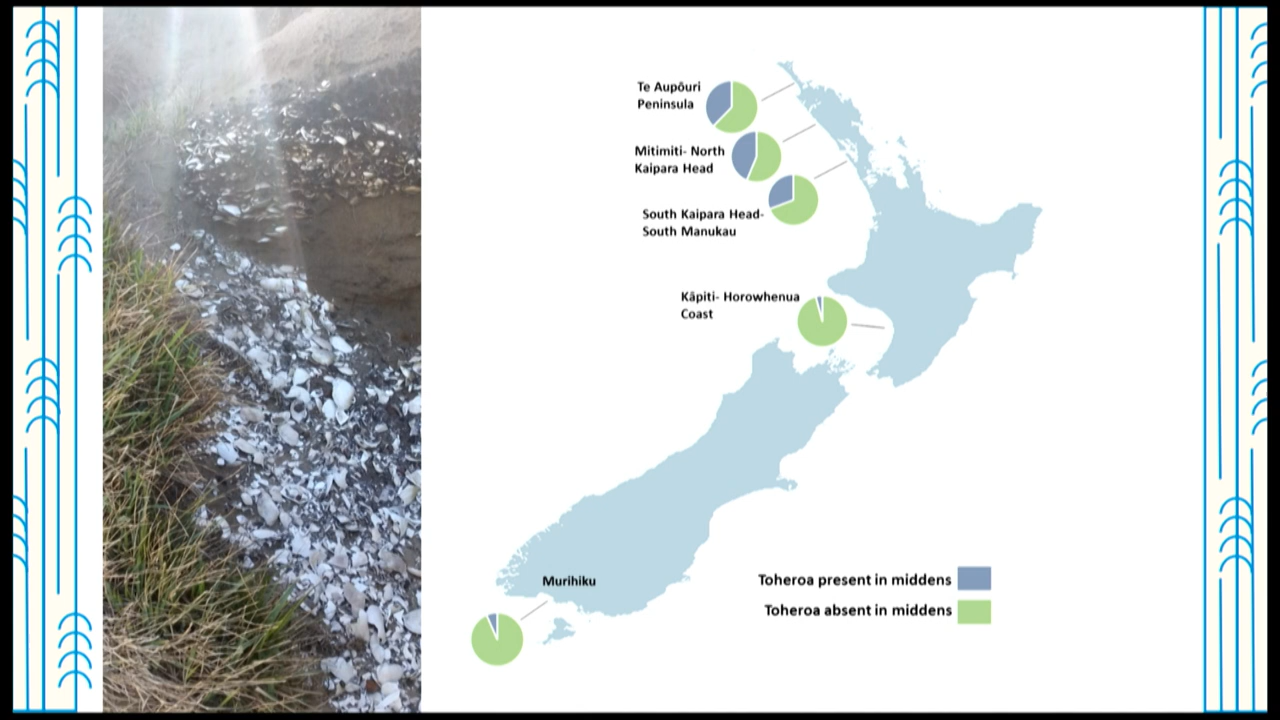 Te Aupôuri
Peninsula
Mitimiti- North
Kaipara Head
South Kaipara Head-
South Manukau
Kāpiti- Horowhenua
Coast
Murihiku
Toheroa present in middens
Toheroa absent in middens